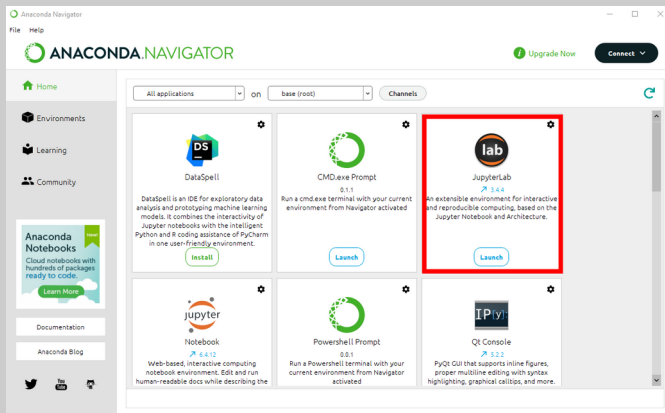 Anaconda Navigator
File Help
ANACONDA.NAVIGATOR
Upgrade Now
Connect
Home
Environments
Learning
Community
All applications
on
base (root)
Channels
DS
DataSpell
DataSpell is an IDE for exploratory data
analysis and prototyping machine learning
models. It combines the interactivity of
Jupyter notebooks with the intelligent
Python and R coding assistance of PyCharm
in one user-friendly environment.
Install
CMD.exe Prompt
0.1.1
Run a cmd.exe terminal with your current
environment from Navigator activated
Launch
lab
JupyterLab
3.4.4
An extensible environment for interactive
and reproducible computing, based on the
Jupyter Notebook and Architecture.
Launch
jupyter
Notebook
6.4.12
Web-based, interactive computing
notebook environment. Edit and run
human-readable docs while describing the
Powershell Prompt
0.0.1
Run a Powershell terminal with your
current environment from Navigator
activated
IP[y]:
Qt Console
5.2.2
PyQt GUI that supports inline figures,
proper multiline editing with syntax
highlighting, graphical calltips, and more.
Anaconda
Notebooks
Cloud notebooks with
hundreds of packages
ready to code.
Learn More
Documentation
Anaconda Blog
You
Tube